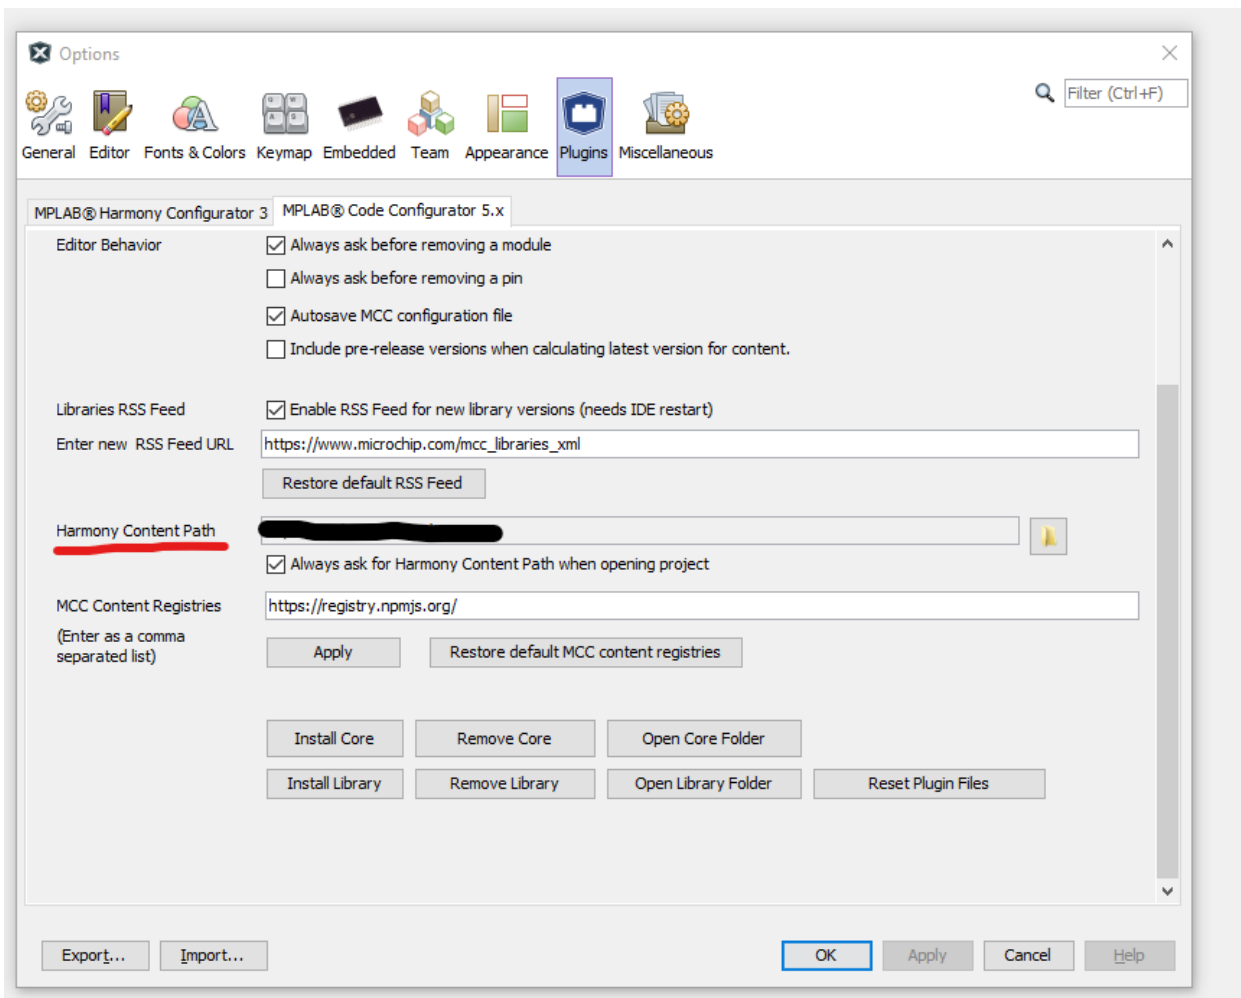 Options
Filter (Ctrl+F)
General Editor Fonts & Colors Keymap Embedded Team Appearance Plugins Miscellaneous
MPLAB® Harmony Configurator 3 MPLAB® Code Configurator 5.x
Editor Behavior Always ask before removing a module
Always ask before removing a pin
Autosave MCC configuration file
Include pre-release versions when calculating latest version for content.
Libraries RSS Feed Enable RSS Feed for new library versions (needs IDE restart)
Enter new RSS Feed URL https://www.microchip.com/mcc_libraries_xml
Restore default RSS Feed
Harmony Content Path
Always ask for Harmony Content Path when opening project
MCC Content Registries https://registry.npmjs.org/
(Enter as a comma
separated list) Apply Restore default MCC content registries
Install Core Remove Core Open Core Folder
Install Library Remove Library Open Library Folder Reset Plugin Files
Export... Import... OK Apply Cancel Help